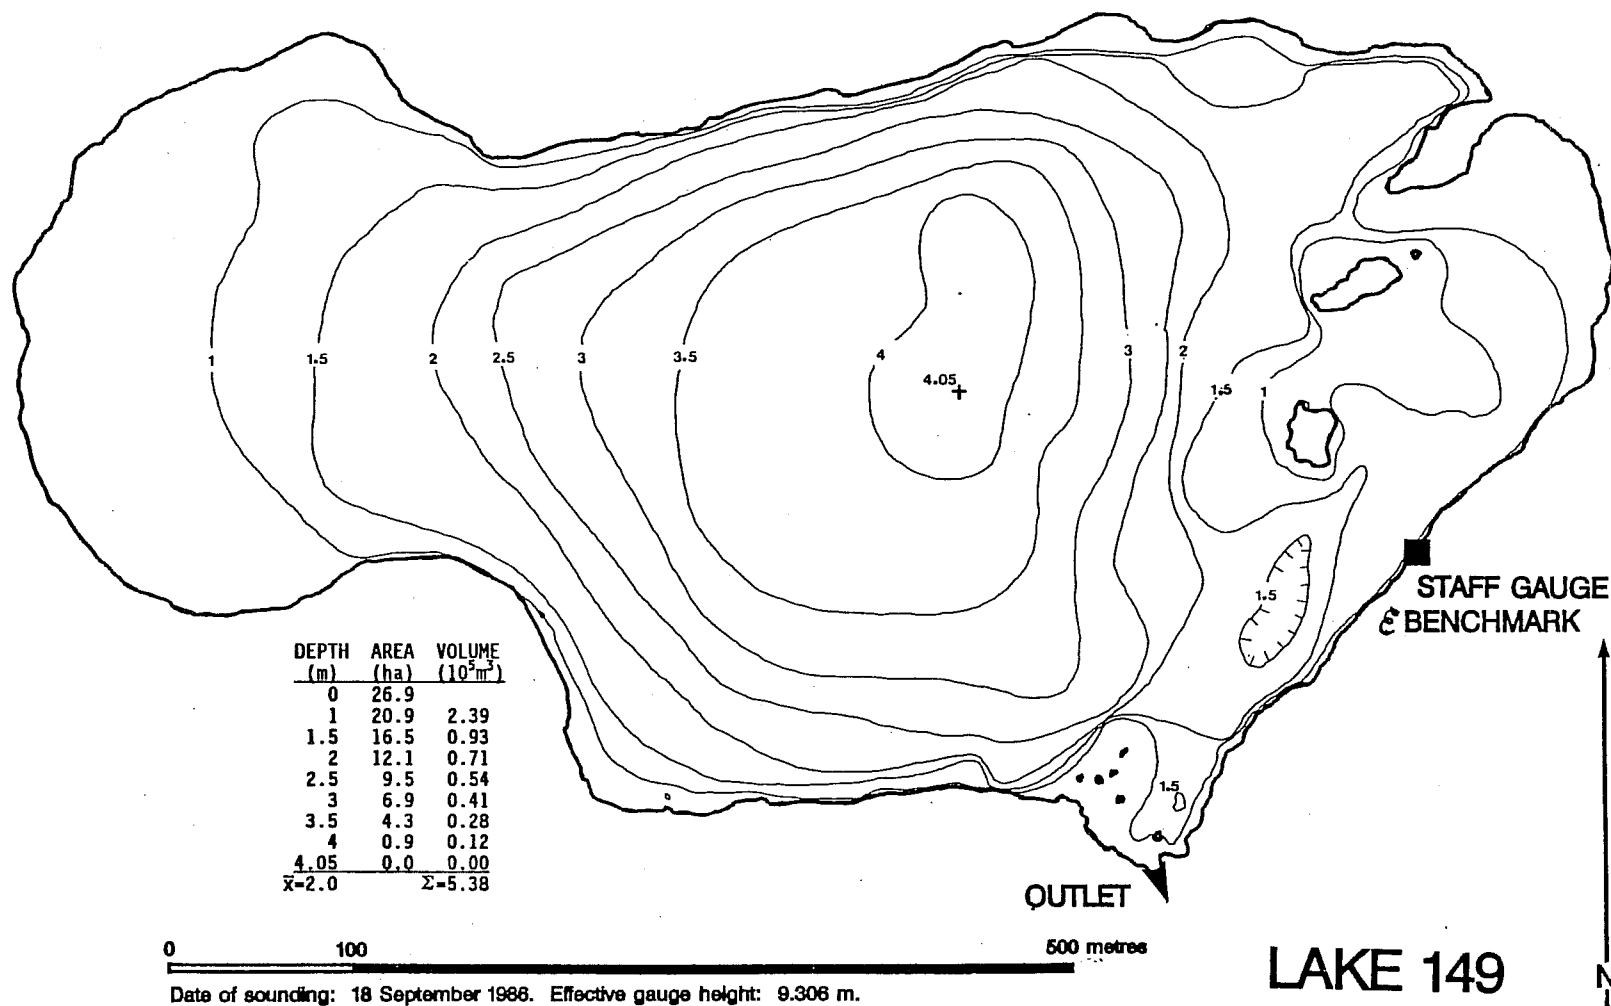 1 1.5 2 2.5 3 3.5 4 3 2 1.5 1
4.05
1.5
STAFF GAUGE
& BENCHMARK
1.5
DEPTH AREA VOLUME
(m) (ha) (10⁵m³)
0 26.9
1 20.9 2.39
1.5 16.5 0.93
2 12.1 0.71
2.5 9.5 0.54
3 6.9 0.41
3.5 4.3 0.28
4 0.9 0.12
4.05 0.0 0.00
x̄=2.0 Σ=5.38
OUTLET
0 100 500 metres
LAKE 149
N
Date of sounding: 18 September 1986. Effective gauge height: 9.306 m.